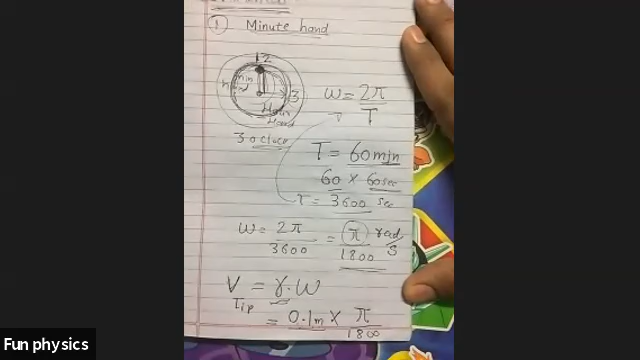 ① Minute hand
12
3
Hour
Hand
3 o clock
ω = 2π / T
T = 60 min
60 × 60 sec
T = 3600 sec
ω = 2π / 3600 = π / 1800 rad/s
V Tip = r . ω
= 0.1m × π / 1800
Fun physics